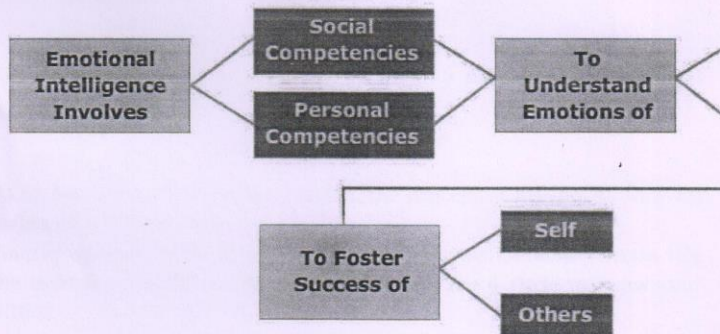 Emotional
Intelligence
Involves
Social
Competencies
Personal
Competencies
To
Understand
Emotions of
To Foster
Success of
Self
Others